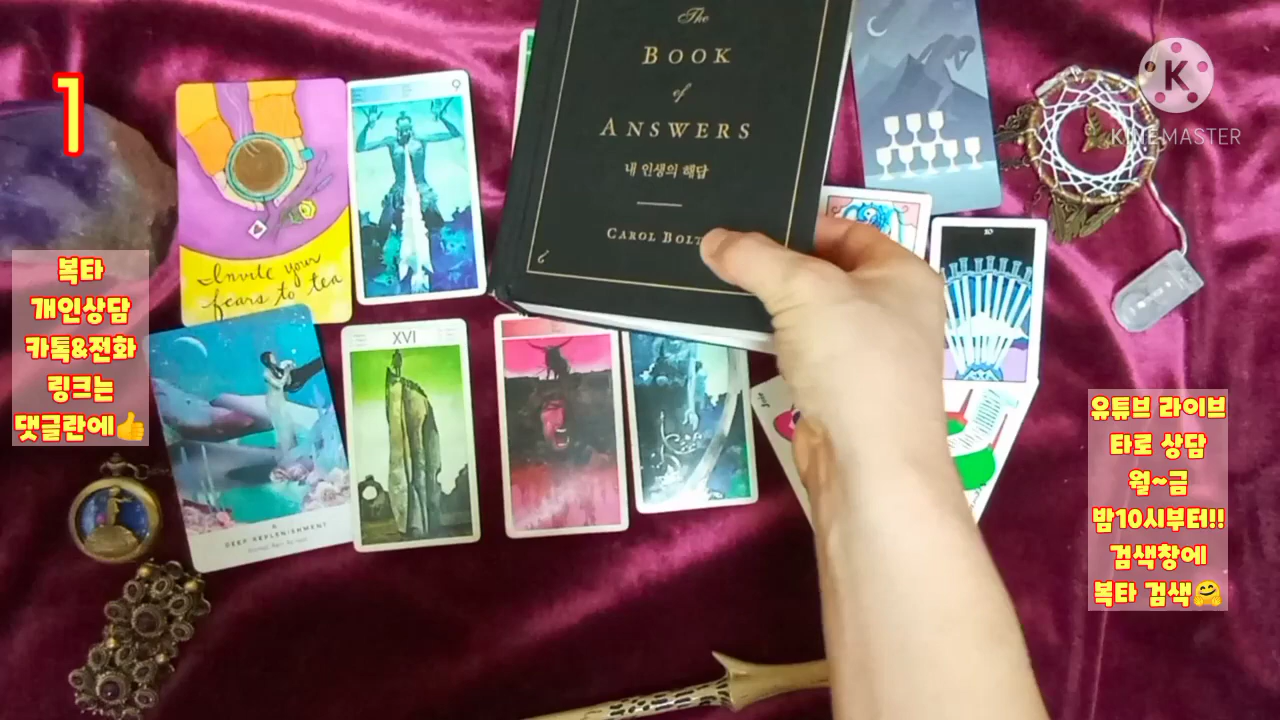 1
복타
개인상담
카톡&전화
링크는
댓글란에👍
Invite your
fears to tea
9
DEEP REPLENISHMENT
XVI
The
BOOK
of
ANSWERS
내 인생의 해답
CAROL BOLT
10
KINEMASTER
유튜브 라이브
타로 상담
월~금
밤10시부터!!
검색창에
복타 검색🤗